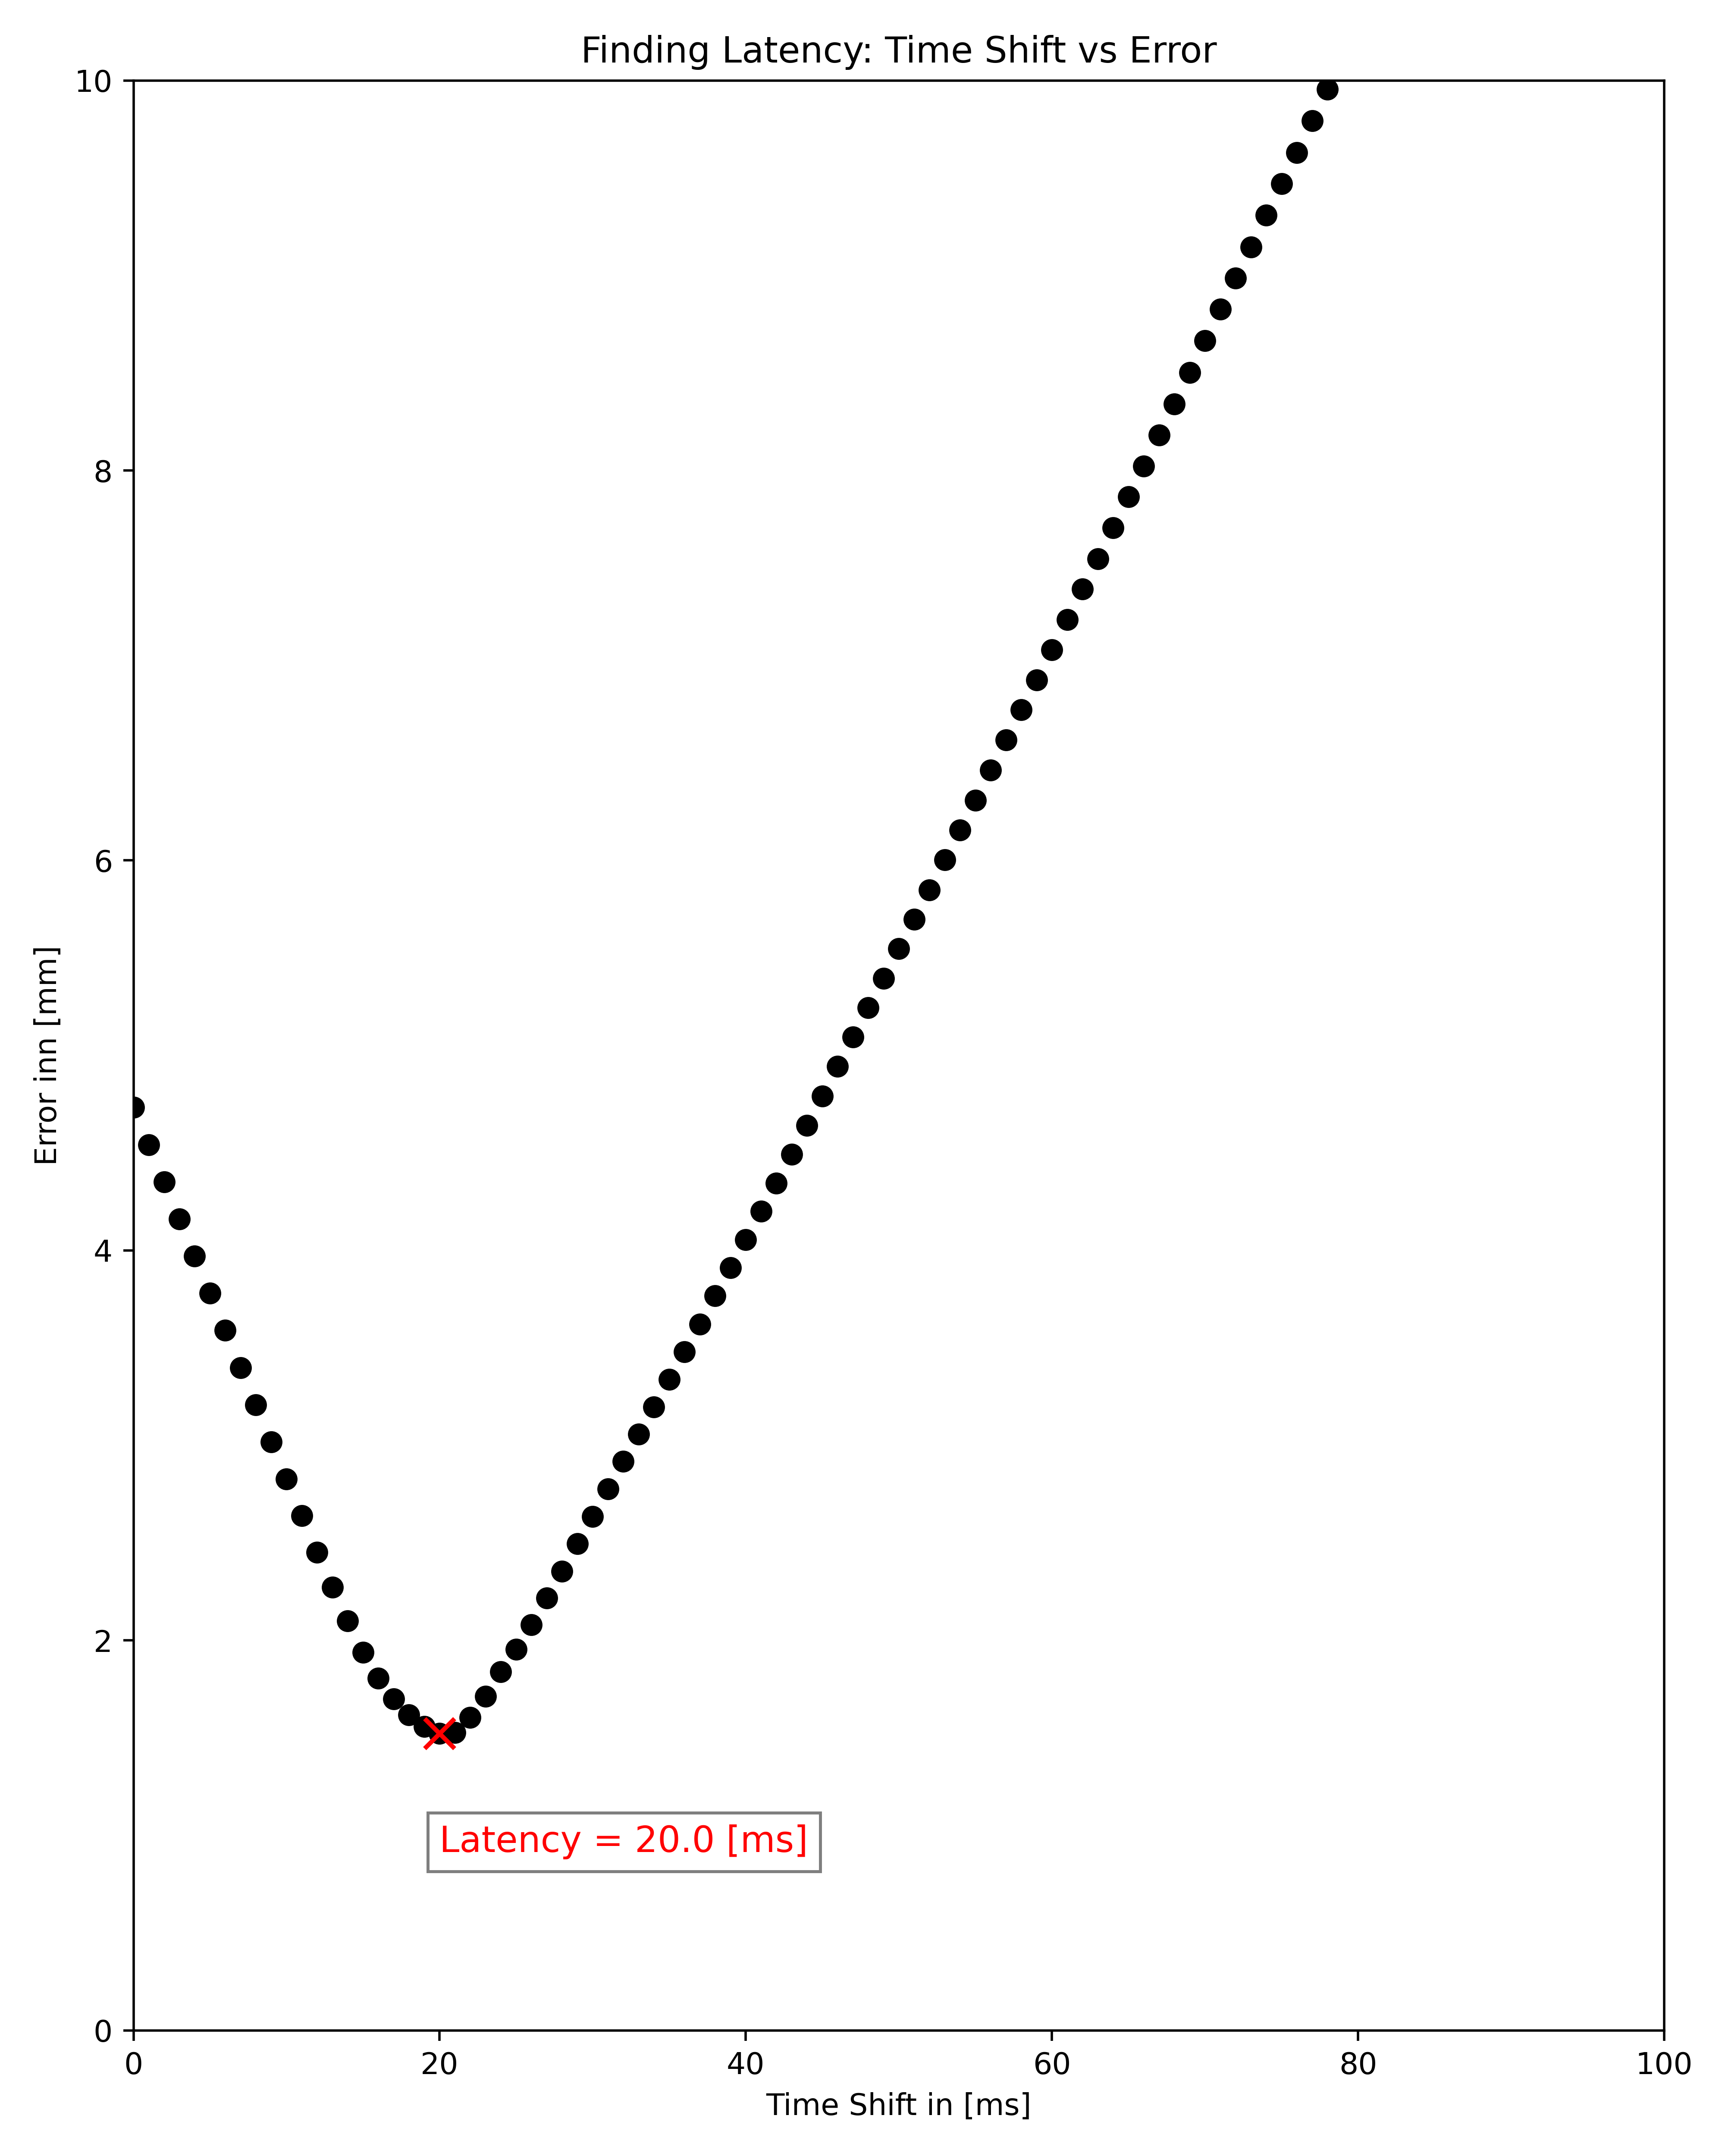 Finding Latency: Time Shift vs Error
10
8
6
4
2
0
Error inn [mm]
Latency = 20.0 [ms]
0 20 40 60 80 100
Time Shift in [ms]